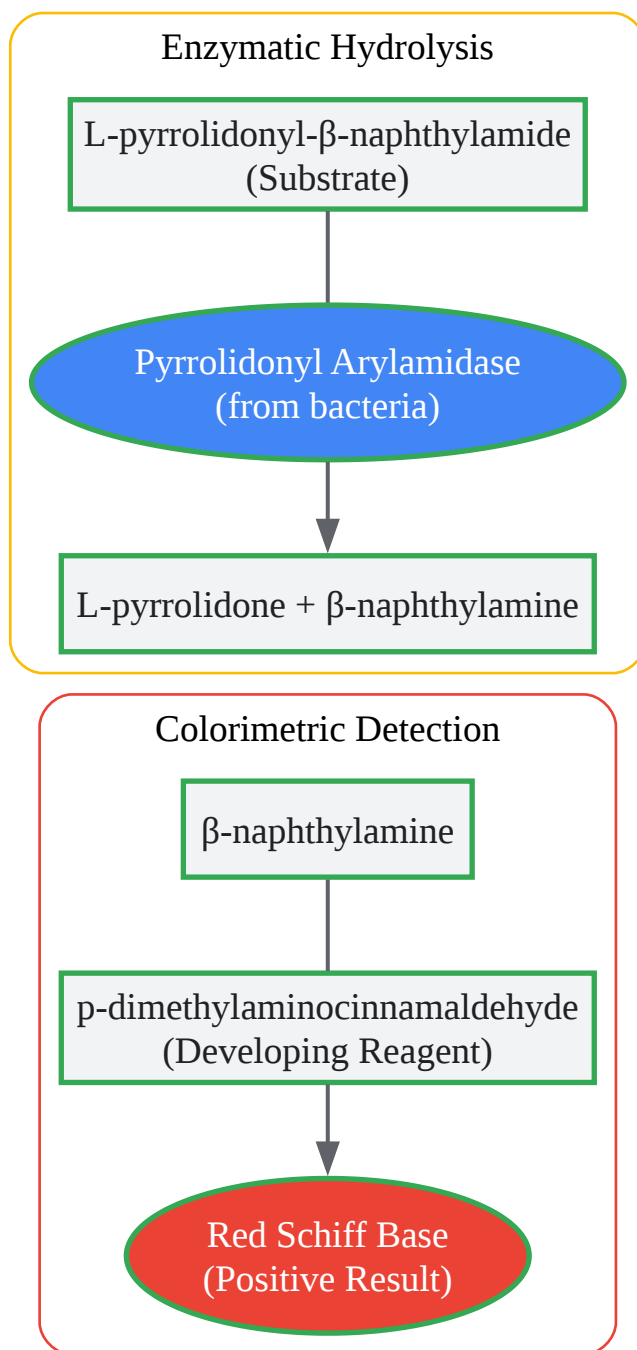 Enzymatic Hydrolysis
L-pyrrolidonyl-β-naphthylamide
(Substrate)
Pyrrolidonyl Arylamidase
(from bacteria)
L-pyrrolidone + β-naphthylamine
Colorimetric Detection
β-naphthylamine
p-dimethylaminocinnamaldehyde
(Developing Reagent)
Red Schiff Base
(Positive Result)